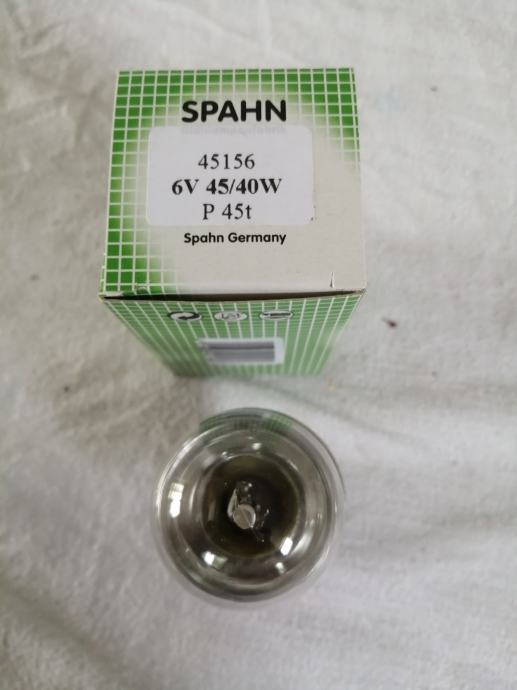 SPAHN
45156
6V 45/40W
P 45t
Spahn Germany